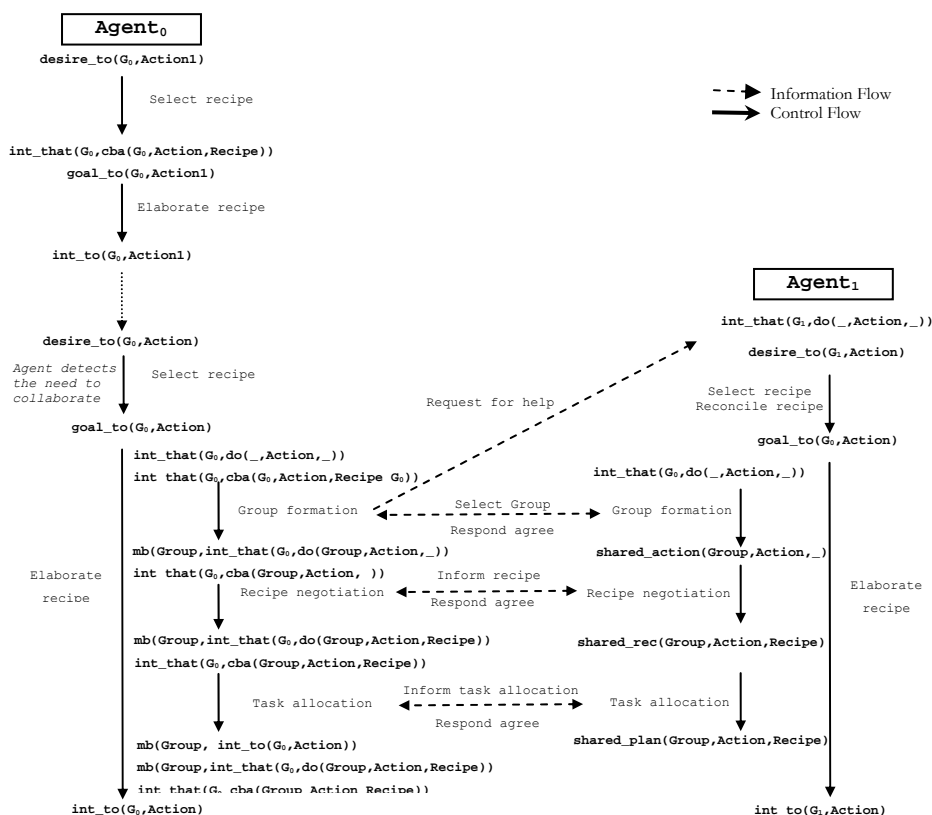 Agent₀
desire_to(G₀,Action1)
Select recipe
Information Flow
Control Flow
int_that(G₀,cba(G₀,Action,Recipe))
goal_to(G₀,Action1)
Elaborate recipe
int_to(G₀,Action1)
Agent₁
int_that(G₁,do(_,Action,_))
desire_to(G₀,Action)
desire_to(G₁,Action)
Agent detects
the need to
collaborate
Select recipe
Request for help
Select recipe
Reconcile recipe
goal_to(G₀,Action)
goal_to(G₀,Action)
int_that(G₀,do(_,Action,_))
int that(G₀,cba(G₀,Action,Recipe G₀))
int_that(G₀,do(_,Action,_))
Group formation
Select Group
Respond agree
Group formation
mb(Group,int_that(G₀,do(Group,Action,_))
int that(G₀,cba(Group,Action, ))
shared_action(Group,Action,_)
Elaborate
recipe
Recipe negotiation
Inform recipe
Respond agree
Recipe negotiation
Elaborate
recipe
mb(Group,int_that(G₀,do(Group,Action,Recipe))
int_that(G₀,cba(Group,Action,Recipe))
shared_rec(Group,Action,Recipe)
Task allocation
Inform task allocation
Respond agree
Task allocation
mb(Group, int_to(G₀,Action))
mb(Group,int_that(G₀,do(Group,Action,Recipe))
int that(G₀ cba(Group Action Recipe))
shared_plan(Group,Action,Recipe)
int_to(G₀,Action)
int to(G₁,Action)